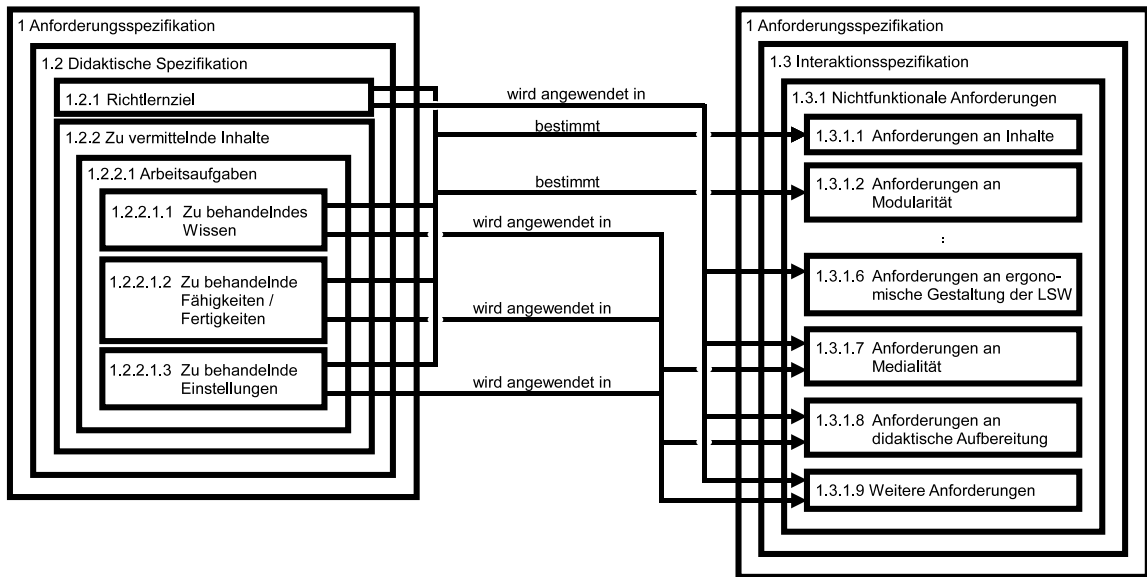 1 Anforderungsspezifikation
1.2 Didaktische Spezifikation
1.2.1 Richtlernziel
1.2.2 Zu vermittelnde Inhalte
1.2.2.1 Arbeitsaufgaben
1.2.2.1.1 Zu behandelndes
Wissen
1.2.2.1.2 Zu behandelnde
Fähigkeiten /
Fertigkeiten
1.2.2.1.3 Zu behandelnde
Einstellungen
wird angewendet in
bestimmt
bestimmt
wird angewendet in
wird angewendet in
wird angewendet in
1 Anforderungsspezifikation
1.3 Interaktionsspezifikation
1.3.1 Nichtfunktionale Anforderungen
1.3.1.1 Anforderungen an Inhalte
1.3.1.2 Anforderungen an
Modularität
:
1.3.1.6 Anforderungen an ergono-
mische Gestaltung der LSW
1.3.1.7 Anforderungen an
Medialität
1.3.1.8 Anforderungen an
didaktische Aufbereitung
1.3.1.9 Weitere Anforderungen